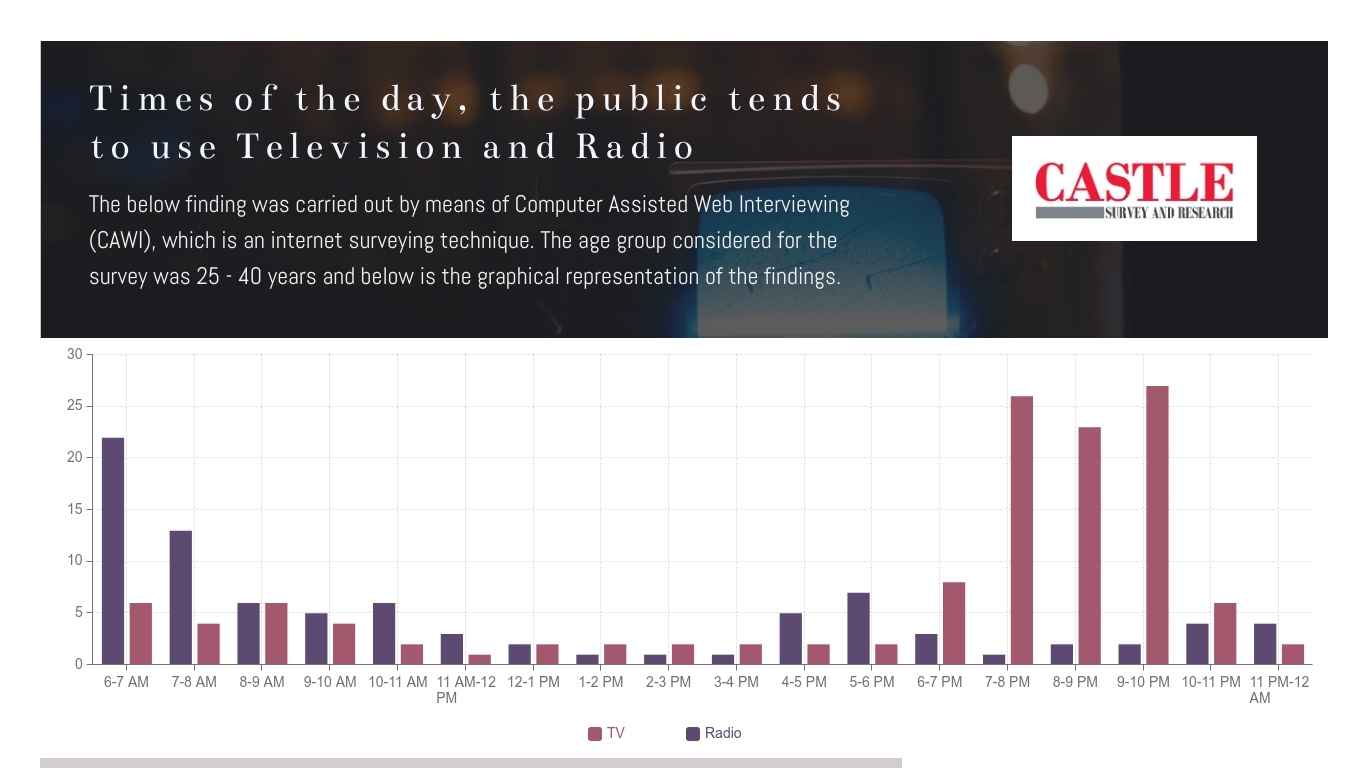 Times of the day, the public tends
to use Television and Radio
The below finding was carried out by means of Computer Assisted Web Interviewing
(CAWI), which is an internet surveying technique. The age group considered for the
survey was 25 - 40 years and below is the graphical representation of the findings.
CASTLE
SURVEY AND RESEARCH
30
25
20
15
10
5
0
6-7 AM 7-8 AM 8-9 AM 9-10 AM 10-11 AM 11 AM-12 12-1 PM 1-2 PM 2-3 PM 3-4 PM 4-5 PM 5-6 PM 6-7 PM 7-8 PM 8-9 PM 9-10 PM 10-11 PM 11 PM-12
PM AM
TV Radio